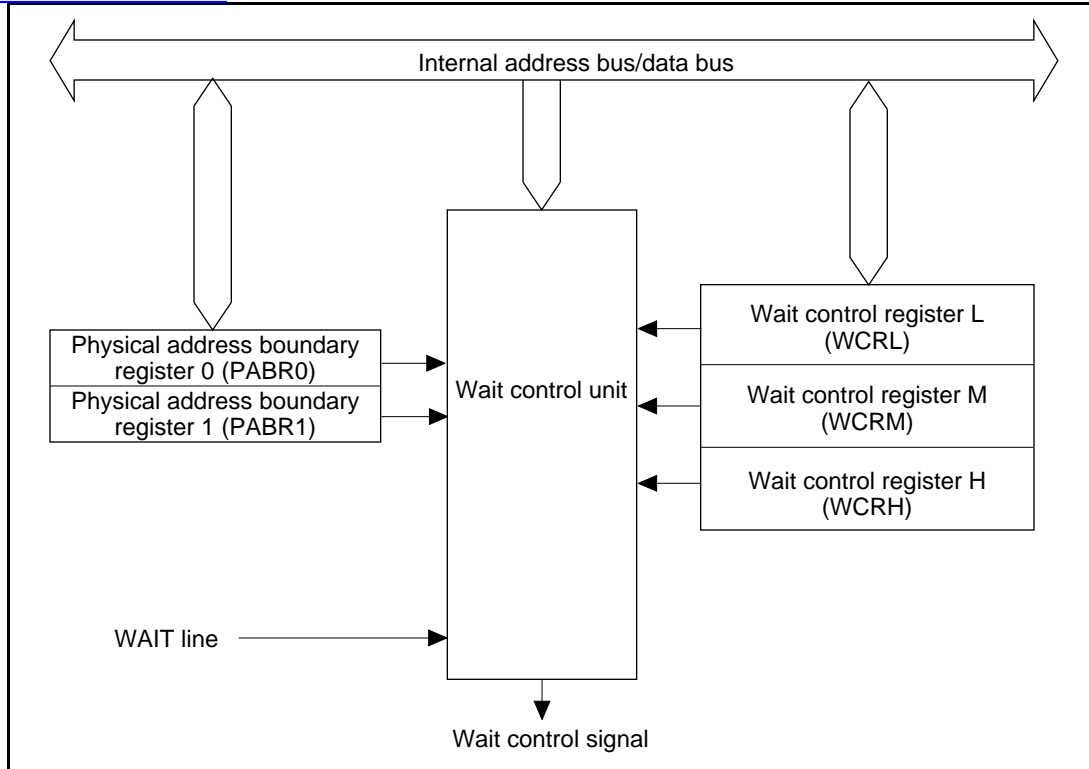 Internal address bus/data bus
Physical address boundary
register 0 (PABR0)
Physical address boundary
register 1 (PABR1)
Wait control unit
Wait control register L
(WCRL)
Wait control register M
(WCRM)
Wait control register H
(WCRH)
WAIT line
Wait control signal